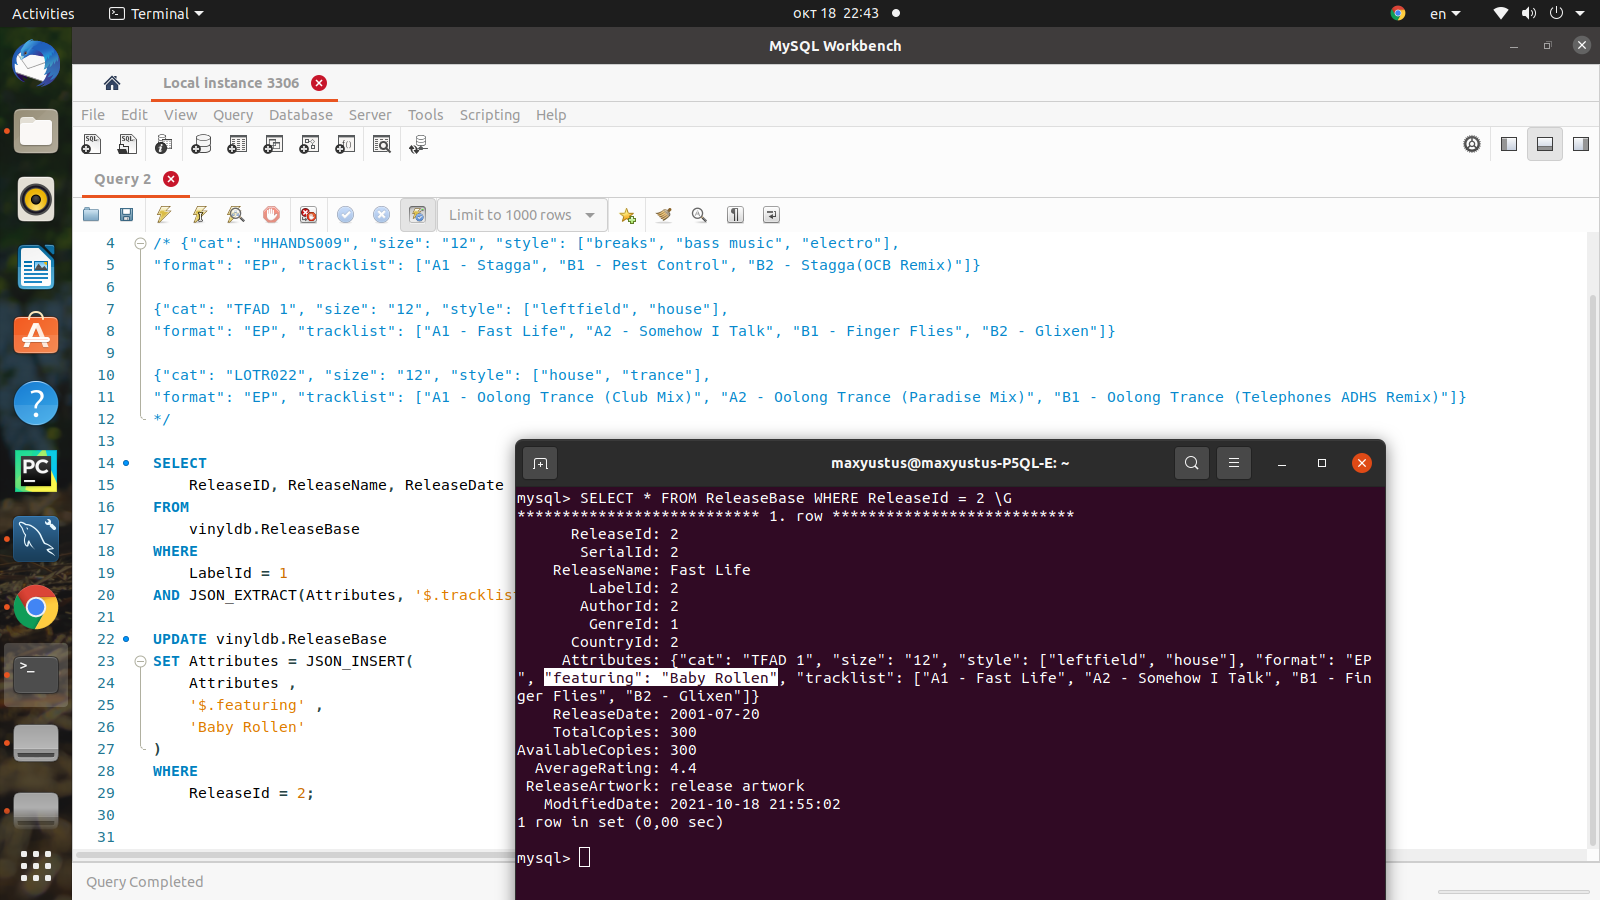 Activities
Terminal
окт 18 22:43
en
MySQL Workbench
Local instance 3306
File Edit View Query Database Server Tools Scripting Help
Query 2
Limit to 1000 rows
4 /* {"cat": "HHANDS009", "size": "12", "style": ["breaks", "bass music", "electro"],
5 "format": "EP", "tracklist": ["A1 - Stagga", "B1 - Pest Control", "B2 - Stagga(OCB Remix)"]}
6
7 {"cat": "TFAD 1", "size": "12", "style": ["leftfield", "house"],
8 "format": "EP", "tracklist": ["A1 - Fast Life", "A2 - Somehow I Talk", "B1 - Finger Flies", "B2 - Glixen"]}
9
10 {"cat": "LOTR022", "size": "12", "style": ["house", "trance"],
11 "format": "EP", "tracklist": ["A1 - Oolong Trance (Club Mix)", "A2 - Oolong Trance (Paradise Mix)", "B1 - Oolong Trance (Telephones ADHS Remix)"]}
12 */
13
14 SELECT
15 ReleaseID, ReleaseName, ReleaseDate
16 FROM
17 vinyldb.ReleaseBase
18 WHERE
19 LabelId = 1
20 AND JSON_EXTRACT(Attributes, '$.tracklist
21
22 UPDATE vinyldb.ReleaseBase
23 SET Attributes = JSON_INSERT(
24 Attributes ,
25 '$.featuring' ,
26 'Baby Rollen'
27 )
28 WHERE
29 ReleaseId = 2;
30
31
Query Completed
maxyustus@maxyustus-P5QL-E: ~
mysql> SELECT * FROM ReleaseBase WHERE ReleaseId = 2 \G
*************************** 1. row ***************************
ReleaseId: 2
SerialId: 2
ReleaseName: Fast Life
LabelId: 2
AuthorId: 2
GenreId: 1
CountryId: 2
Attributes: {"cat": "TFAD 1", "size": "12", "style": ["leftfield", "house"], "format": "EP
", "featuring": "Baby Rollen", "tracklist": ["A1 - Fast Life", "A2 - Somehow I Talk", "B1 - Fin
ger Flies", "B2 - Glixen"]}
ReleaseDate: 2001-07-20
TotalCopies: 300
AvailableCopies: 300
AverageRating: 4.4
ReleaseArtwork: release artwork
ModifiedDate: 2021-10-18 21:55:02
1 row in set (0,00 sec)
mysql>